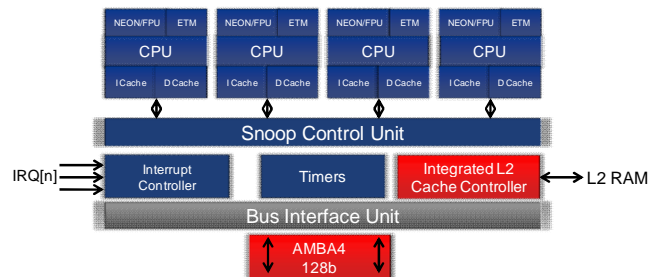 NEON/FPU ETM NEON/FPU ETM NEON/FPU ETM NEON/FPU ETM
CPU CPU CPU CPU
I Cache D Cache I Cache D Cache I Cache D Cache I Cache D Cache
Snoop Control Unit
IRQ[n]
Interrupt
Controller
Timers
Integrated L2
Cache Controller
L2 RAM
Bus Interface Unit
AMBA4
128b